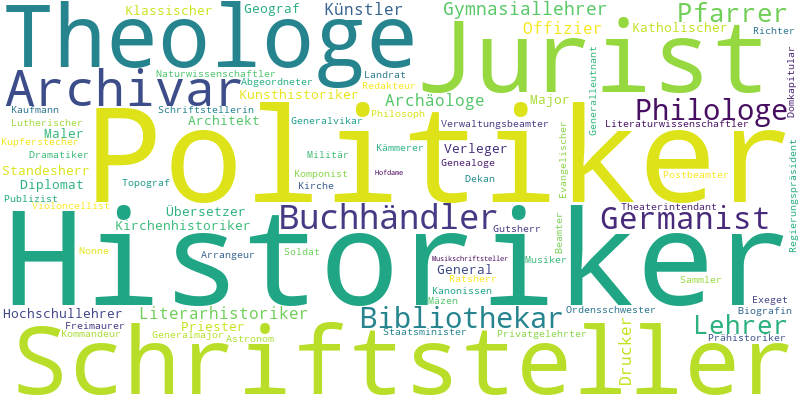 Theologe
Klassischer
Geograf
Künstler
Gymnasiallehrer
Pfarrer
Jurist
Offizier
Katholischer
Richter
Archivar
Naturwissenschaftler
Abgeordneter
Landrat
Redakteur
Kunsthistoriker
Generalleutnant
Domkapitular
Kaufmann
Schriftstellerin
Archäologe
Major
Philologe
Philosoph
Lutherischer
Architekt
Generalvikar
Verwaltungsbeamter
Literaturwissenschaftler
Maler
Politiker
Kupferstecher
Dramatiker
Militär
Kämmerer
Verleger
Genealoge
Evangelischer
Regierungspräsident
Standesherr
Komponist
Hofdame
Postbeamter
Diplomat
Topograf
Kirche
Dekan
Publizist
Violoncellist
Übersetzer
Buchhändler
Theaterintendant
Germanist
Kirchenhistoriker
Gutsherr
Beamter
Historiker
Nonne
Arrangeur
Soldat
Musikschriftsteller
Musiker
General
Ratsherr
Sammler
Kanonissen
Mäzen
Exeget
Hochschullehrer
Literarhistoriker
Bibliothekar
Ordensschwester
Biografin
Freimaurer
Priester
Lehrer
Kommandeur
Generalmajor
Astronom
Staatsminister
Privatgelehrter
Drucker
Prähistoriker
Schriftsteller